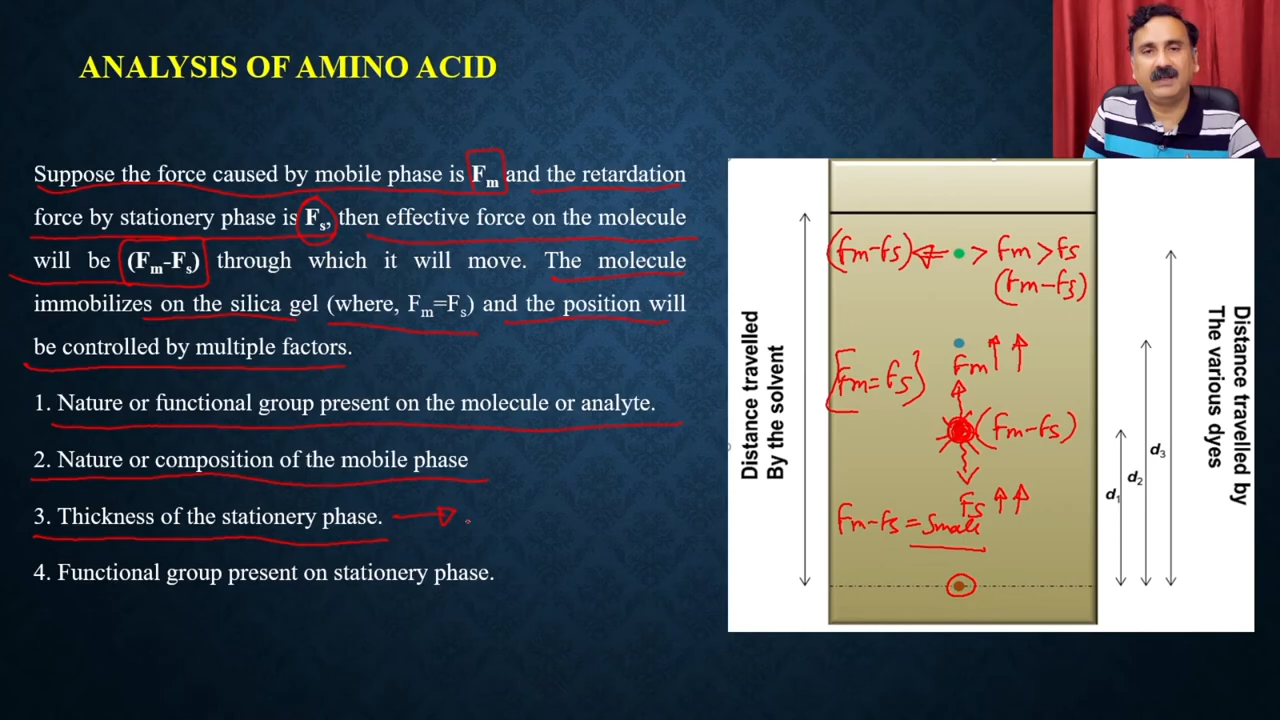 ANALYSIS OF AMINO ACID
Suppose the force caused by mobile phase is Fm and the retardation
force by stationery phase is Fs, then effective force on the molecule
will be (Fm-Fs) through which it will move. The molecule
immobilizes on the silica gel (where, Fm=Fs) and the position will
be controlled by multiple factors.
1. Nature or functional group present on the molecule or analyte.
2. Nature or composition of the mobile phase
3. Thickness of the stationery phase.
4. Functional group present on stationery phase.
Distance travelled
By the solvent
(Fm-Fs)
> Fm > Fs
(Fm-Fs)
Fm ↑ ↑
[Fm = Fs]
(Fm-Fs)
Fs ↑ ↑
Fm-Fs = Small
d1
d2
d3
Distance travelled by
The various dyes